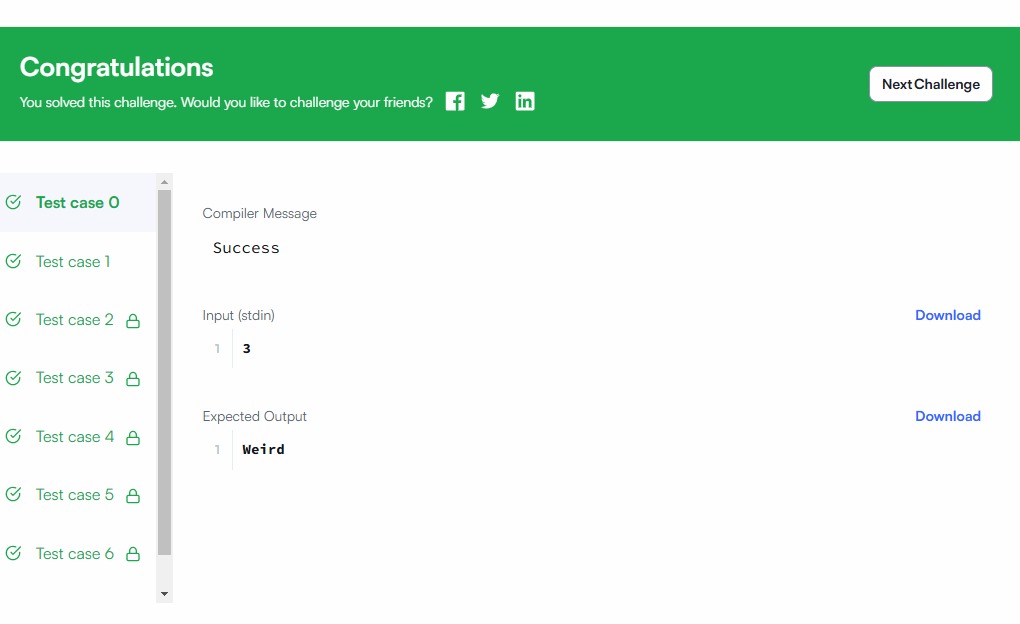 Congratulations
You solved this challenge. Would you like to challenge your friends?
Next Challenge
Test case 0
Test case 1
Test case 2
Test case 3
Test case 4
Test case 5
Test case 6
Compiler Message
Success
Input (stdin)
Download
1 3
Expected Output
Download
1 Weird